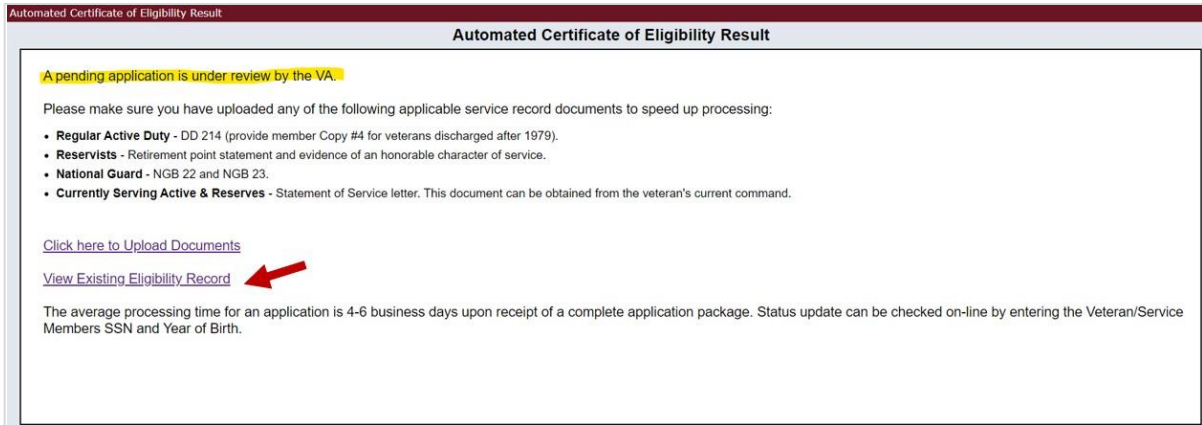 Automated Certificate of Eligibility Result
Automated Certificate of Eligibility Result
A pending application is under review by the VA.
Please make sure you have uploaded any of the following applicable service record documents to speed up processing:
• Regular Active Duty - DD 214 (provide member Copy #4 for veterans discharged after 1979).
• Reservists - Retirement point statement and evidence of an honorable character of service.
• National Guard - NGB 22 and NGB 23.
• Currently Serving Active & Reserves - Statement of Service letter. This document can be obtained from the veteran's current command.
Click here to Upload Documents
View Existing Eligibility Record
The average processing time for an application is 4-6 business days upon receipt of a complete application package. Status update can be checked on-line by entering the Veteran/Service
Members SSN and Year of Birth.